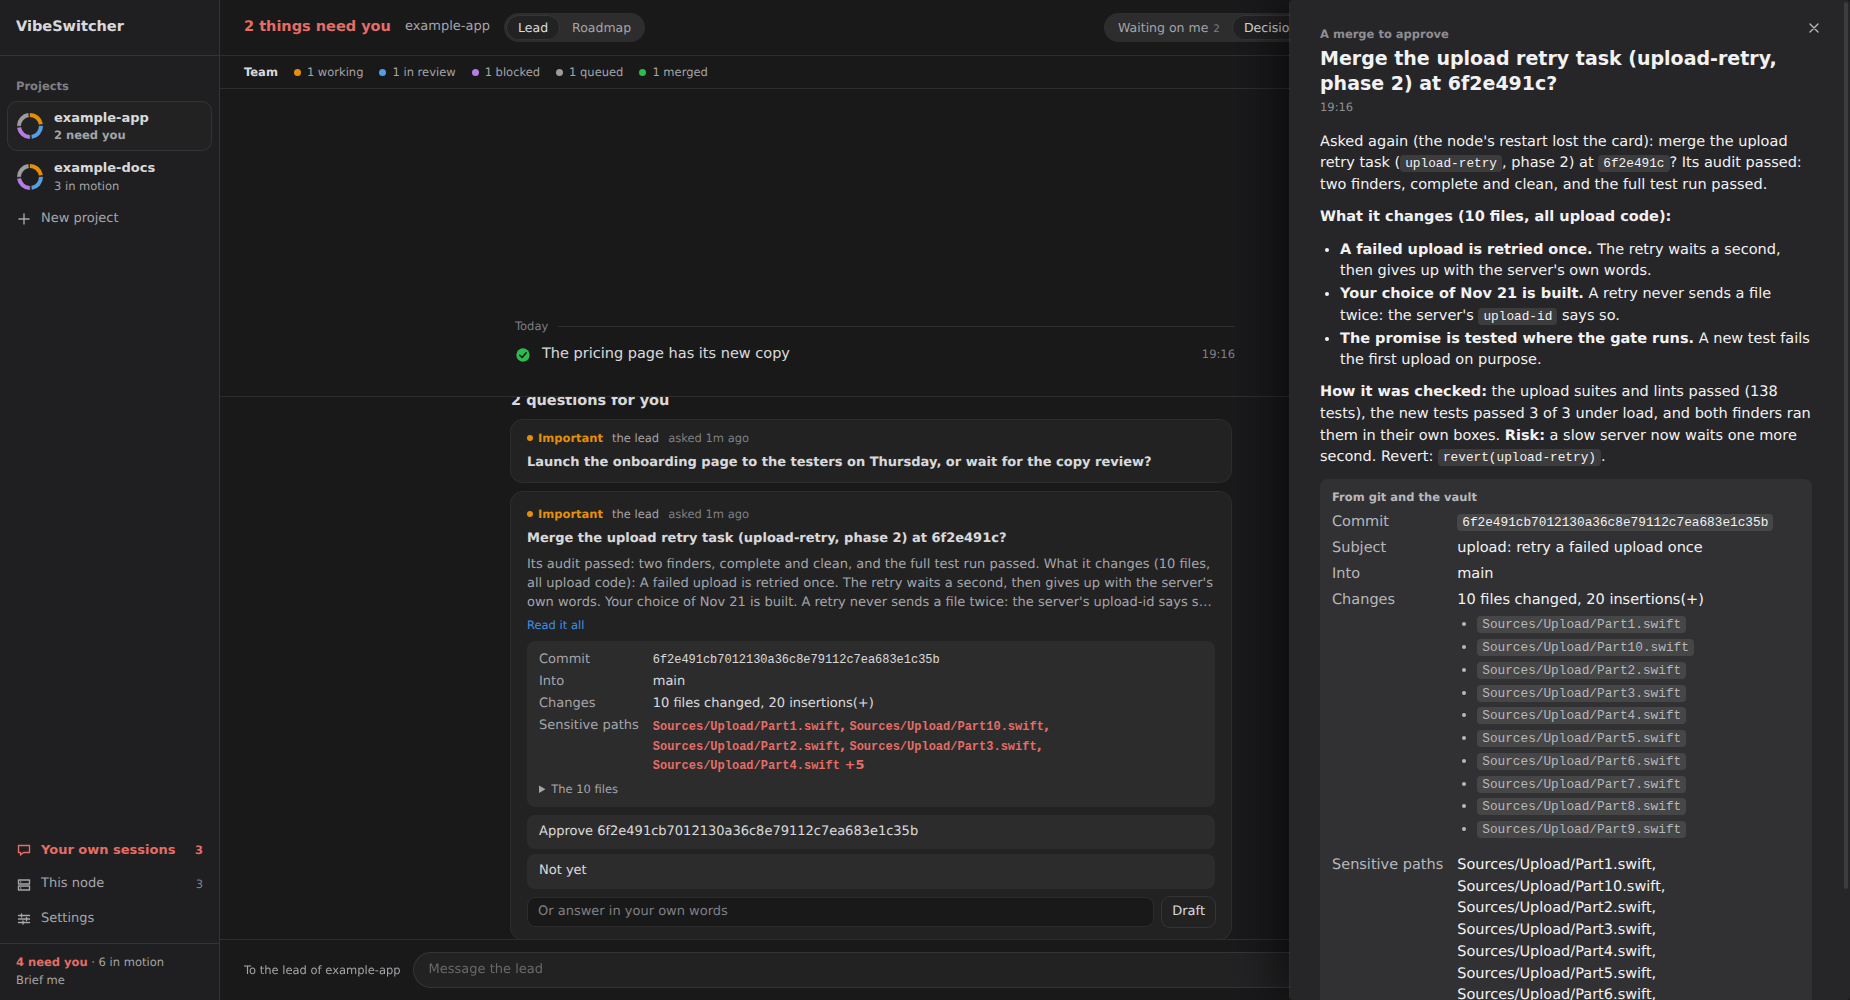 VibeSwitcher
Projects
example-app
2 need you
example-docs
3 in motion
New project
Your own sessions 3
This node 3
Settings
4 need you · 6 in motion
Brief me
2 things need you example-app Lead Roadmap
Waiting on me 2
Team 1 working 1 in review 1 blocked 1 queued 1 merged
Today
The pricing page has its new copy 19:16
2 questions for you
Important the lead asked 1m ago
Launch the onboarding page to the testers on Thursday, or wait for the copy review?
Important the lead asked 1m ago
Merge the upload retry task (upload-retry, phase 2) at 6f2e491c?
Its audit passed: two finders, complete and clean, and the full test run passed. What it changes (10 files,
all upload code): A failed upload is retried once. The retry waits a second, then gives up with the server's
own words. Your choice of Nov 21 is built. A retry never sends a file twice: the server's upload-id says s...
Read it all
Commit 6f2e491cb7012130a36c8e79112c7ea683e1c35b
Into main
Changes 10 files changed, 20 insertions(+)
Sensitive paths Sources/Upload/Part1.swift, Sources/Upload/Part10.swift,
Sources/Upload/Part2.swift, Sources/Upload/Part3.swift,
Sources/Upload/Part4.swift +5
The 10 files
Approve 6f2e491cb7012130a36c8e79112c7ea683e1c35b
Not yet
Or answer in your own words Draft
To the lead of example-app Message the lead
A merge to approve
Merge the upload retry task (upload-retry,
phase 2) at 6f2e491c?
19:16
Asked again (the node's restart lost the card): merge the upload
retry task (upload-retry, phase 2) at 6f2e491c? Its audit passed:
two finders, complete and clean, and the full test run passed.
What it changes (10 files, all upload code):
• A failed upload is retried once. The retry waits a second,
then gives up with the server's own words.
• Your choice of Nov 21 is built. A retry never sends a file
twice: the server's upload-id says so.
• The promise is tested where the gate runs. A new test fails
the first upload on purpose.
How it was checked: the upload suites and lints passed (138
tests), the new tests passed 3 of 3 under load, and both finders ran
them in their own boxes. Risk: a slow server now waits one more
second. Revert: revert(upload-retry).
From git and the vault
Commit 6f2e491cb7012130a36c8e79112c7ea683e1c35b
Subject upload: retry a failed upload once
Into main
Changes 10 files changed, 20 insertions(+)
• Sources/Upload/Part1.swift
• Sources/Upload/Part10.swift
• Sources/Upload/Part2.swift
• Sources/Upload/Part3.swift
• Sources/Upload/Part4.swift
• Sources/Upload/Part5.swift
• Sources/Upload/Part6.swift
• Sources/Upload/Part7.swift
• Sources/Upload/Part8.swift
• Sources/Upload/Part9.swift
Sensitive paths Sources/Upload/Part1.swift,
Sources/Upload/Part10.swift,
Sources/Upload/Part2.swift,
Sources/Upload/Part3.swift,
Sources/Upload/Part4.swift,
Sources/Upload/Part5.swift,
Sources/Upload/Part6.swift,